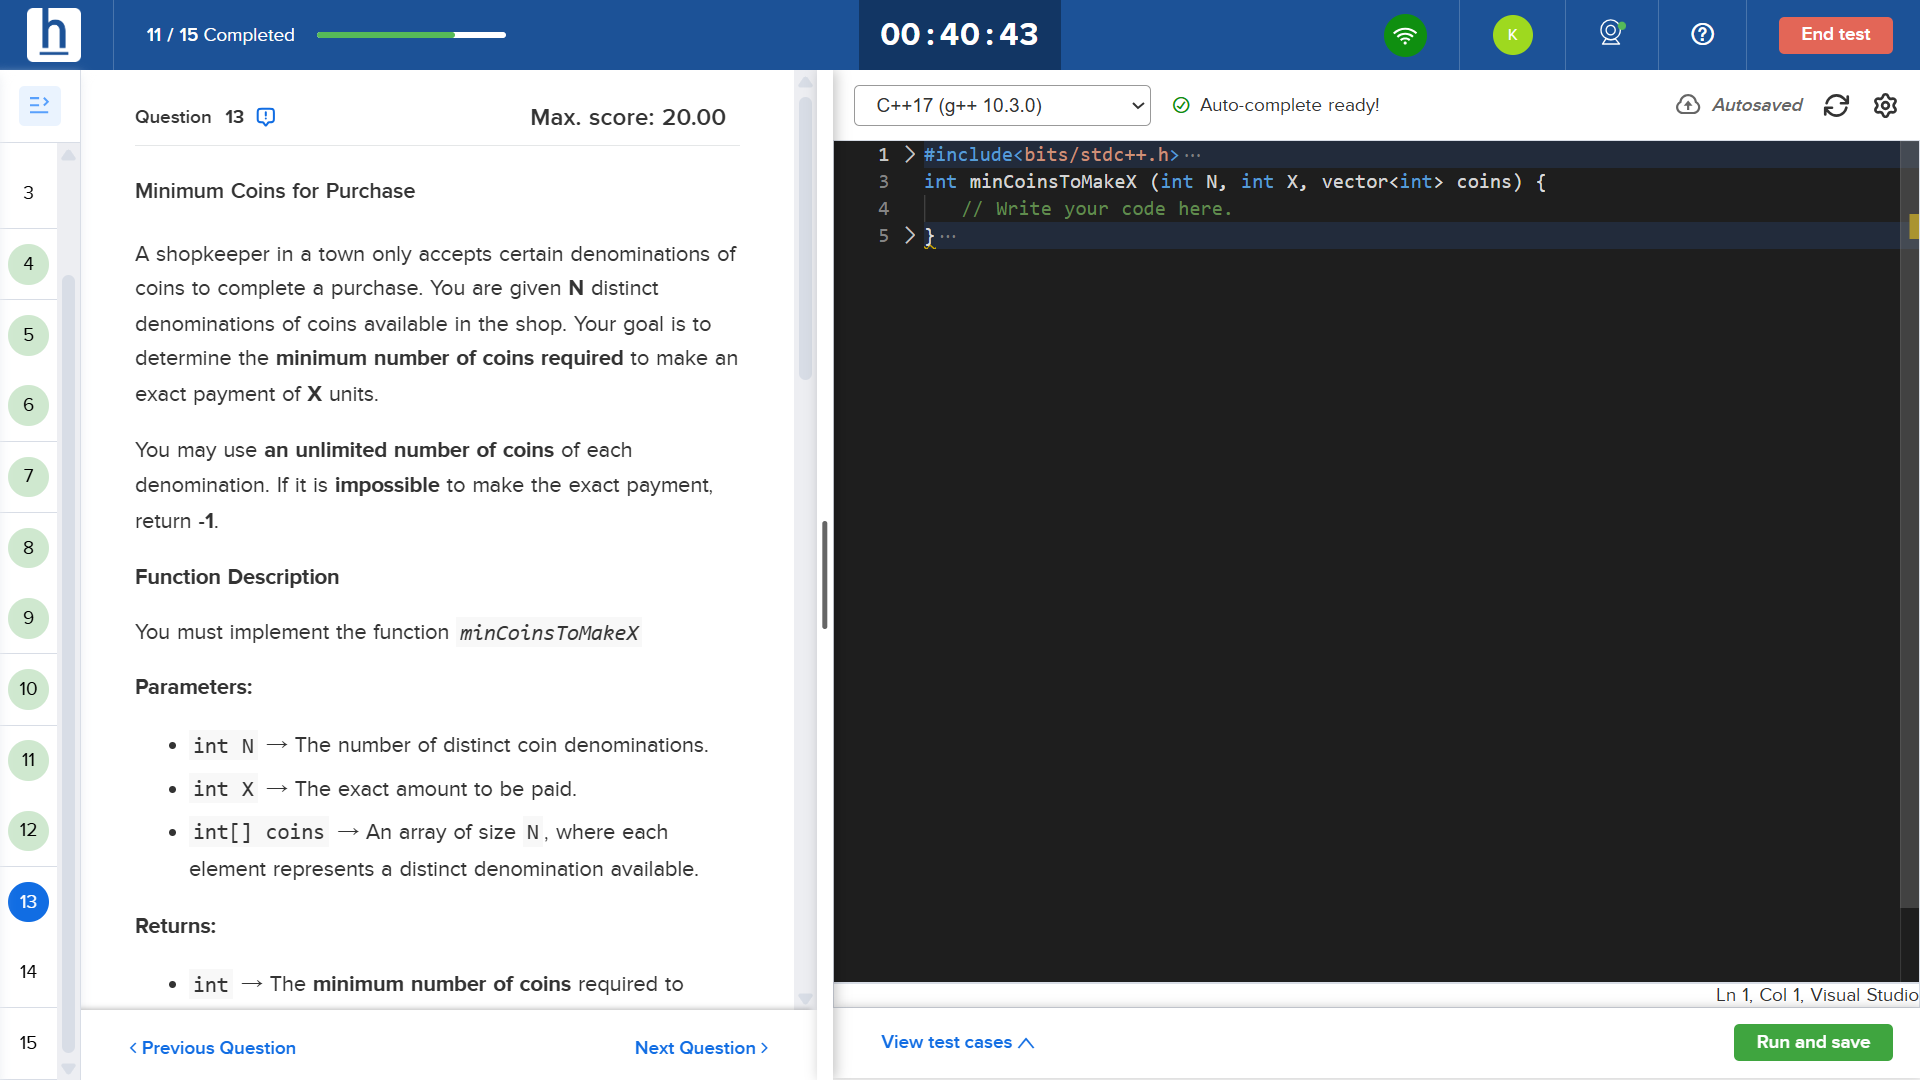 h
11 / 15 Completed
00:40:43
K
End test
3
4
5
6
7
8
9
10
11
12
13
14
15
Question 13
Max. score: 20.00
Minimum Coins for Purchase
A shopkeeper in a town only accepts certain denominations of
coins to complete a purchase. You are given N distinct
denominations of coins available in the shop. Your goal is to
determine the minimum number of coins required to make an
exact payment of X units.
You may use an unlimited number of coins of each
denomination. If it is impossible to make the exact payment,
return -1.
Function Description
You must implement the function minCoinsToMakeX
Parameters:
• int N → The number of distinct coin denominations.
• int X → The exact amount to be paid.
• int[] coins → An array of size N, where each
element represents a distinct denomination available.
Returns:
• int → The minimum number of coins required to
< Previous Question
Next Question >
C++17 (g++ 10.3.0)
Auto-complete ready!
Autosaved
1 > #include<bits/stdc++.h>···
3 int minCoinsToMakeX (int N, int X, vector<int> coins) {
4 // Write your code here.
5 > }···
Ln 1, Col 1, Visual Studio
View test cases
Run and save